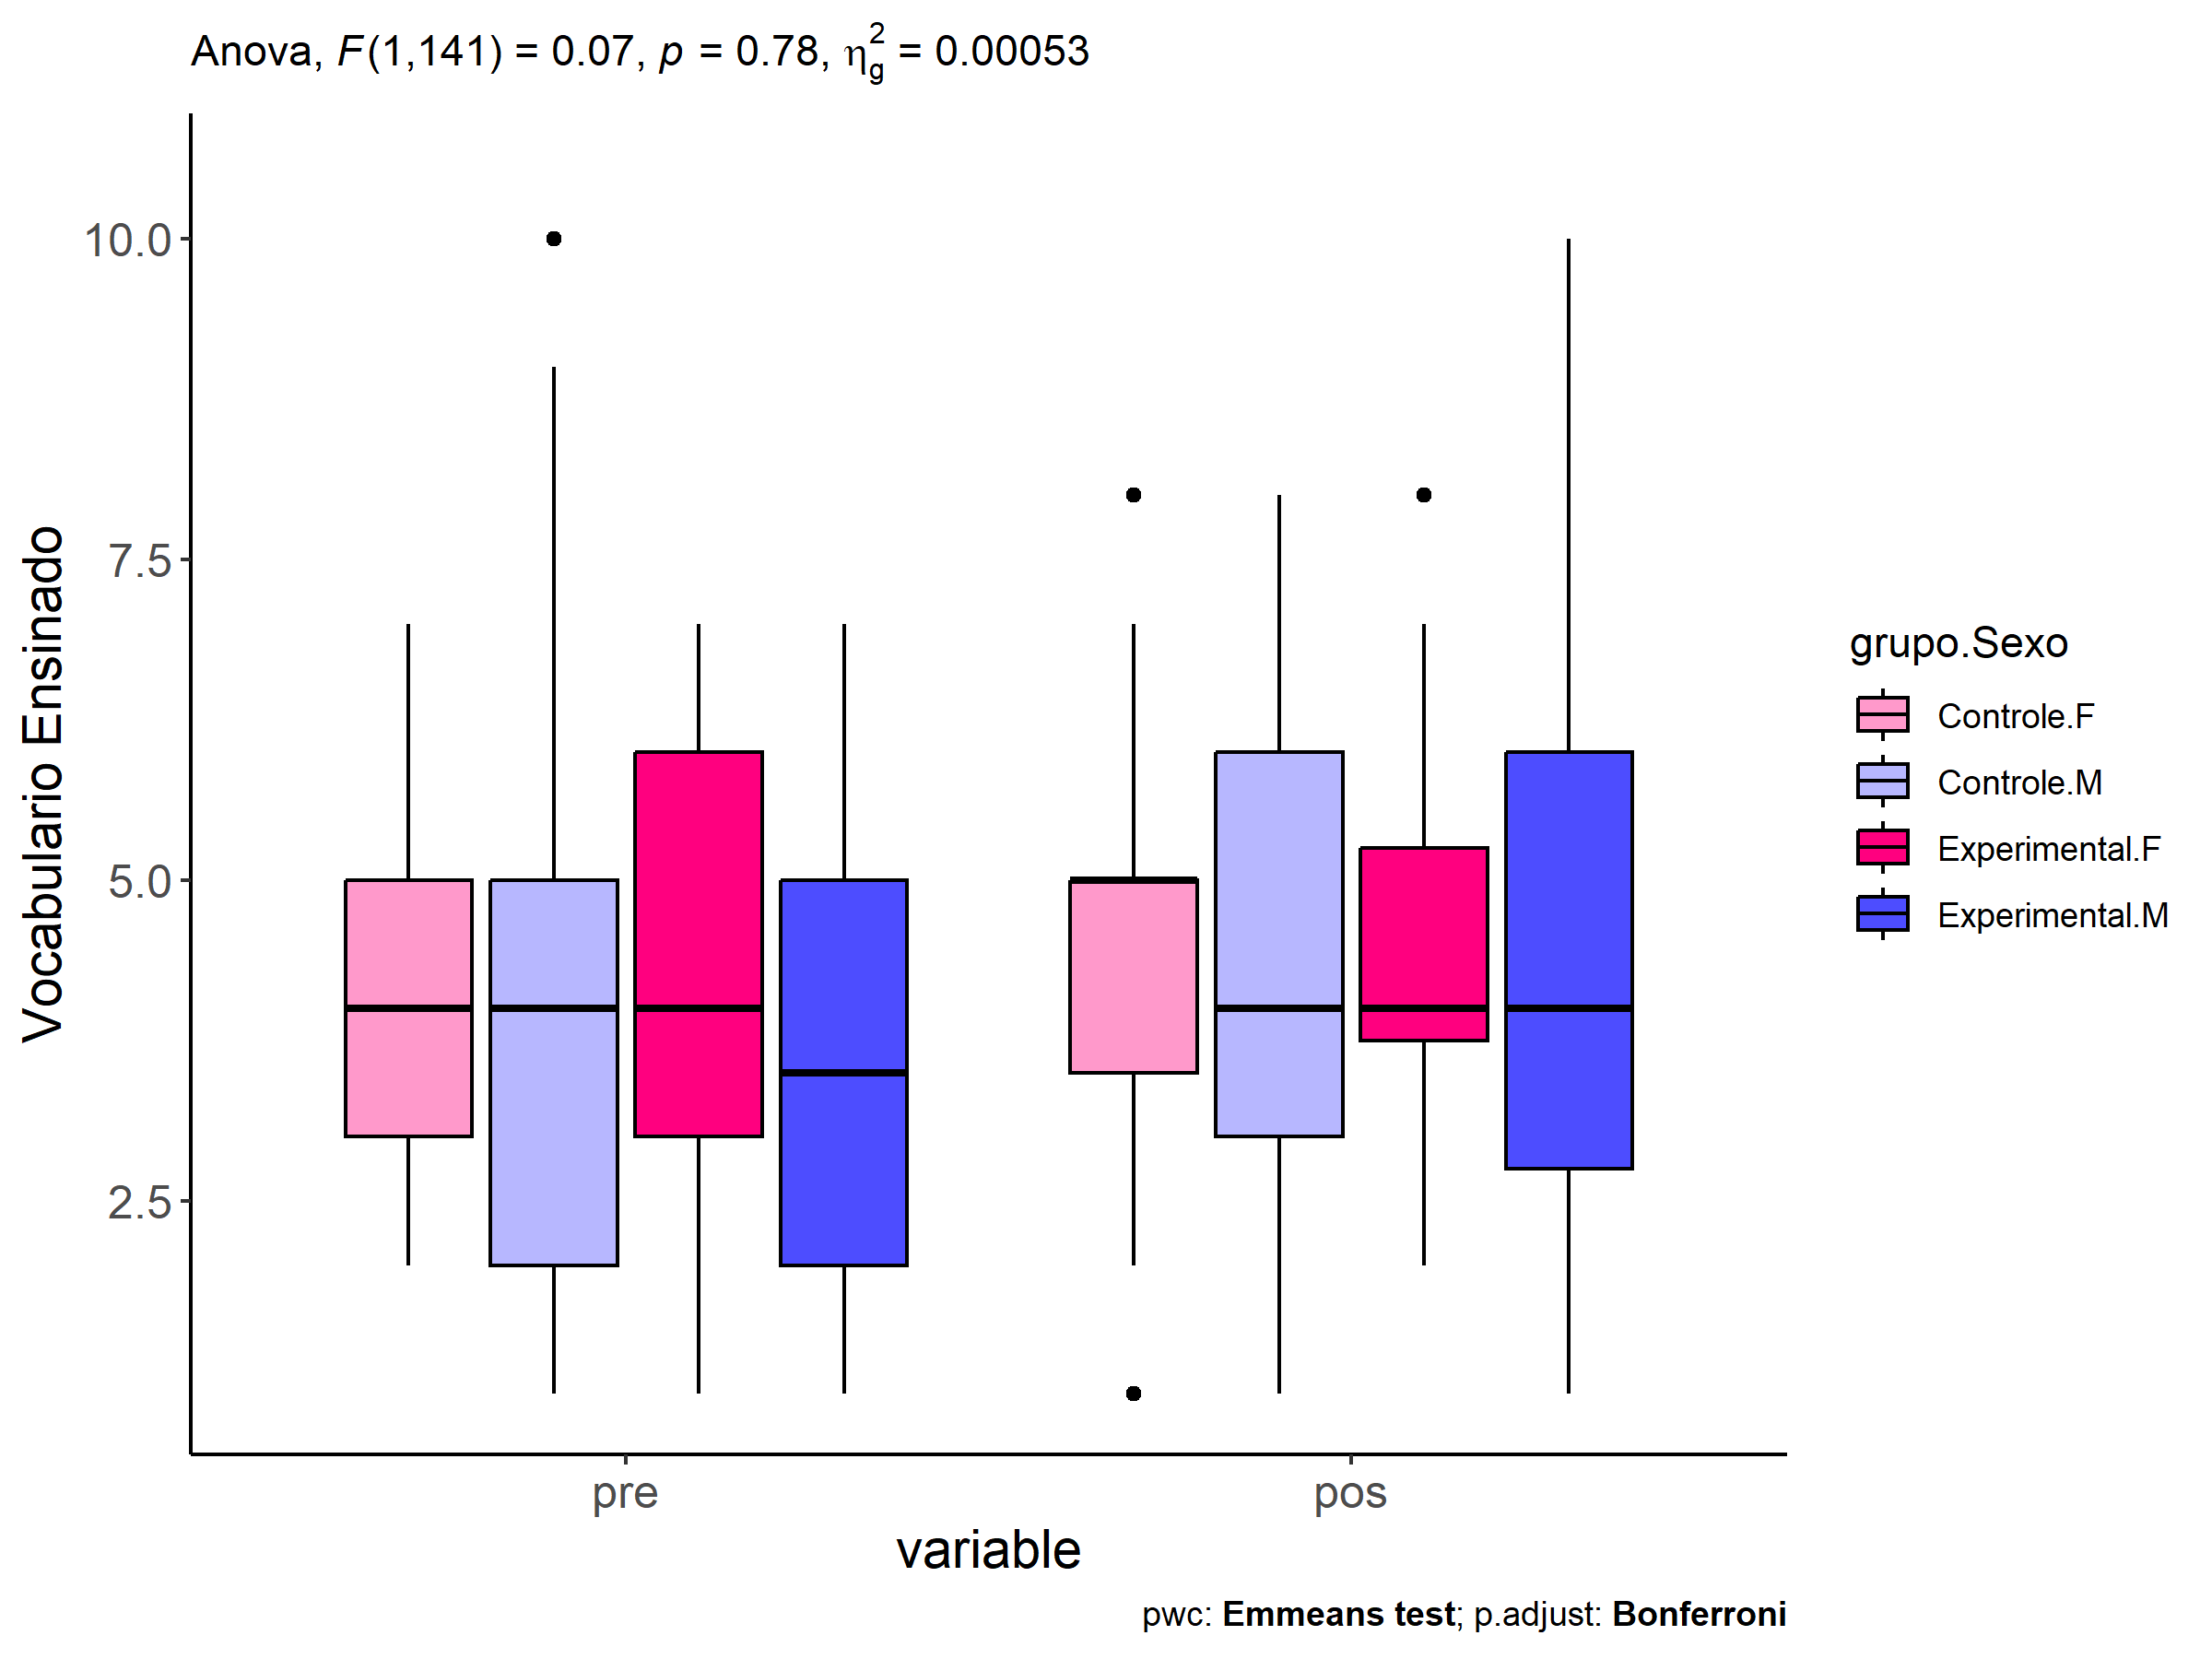 Anova, F(1,141) = 0.07, p = 0.78, η²g = 0.00053
Vocabulario Ensinado
10.0
7.5
5.0
2.5
pre
pos
variable
grupo.Sexo
Controle.F
Controle.M
Experimental.F
Experimental.M
pwc: Emmeans test; p.adjust: Bonferroni